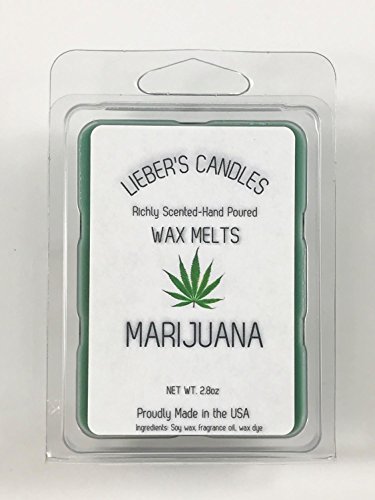 LIEBER'S CANDLES
Richly Scented-Hand Poured
WAX MELTS
MARIJUANA
NET WT. 2.8oz
Proudly Made in the USA
Ingredients: Soy wax, fragrance oil, wax dye